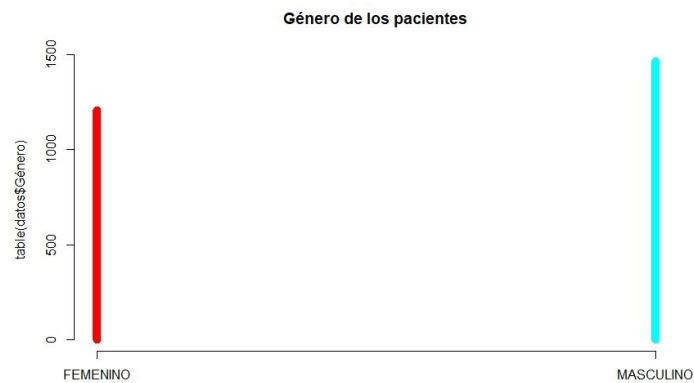 Género de los pacientes
table(datos$Género)
1500
1000
500
0
FEMENINO
MASCULINO